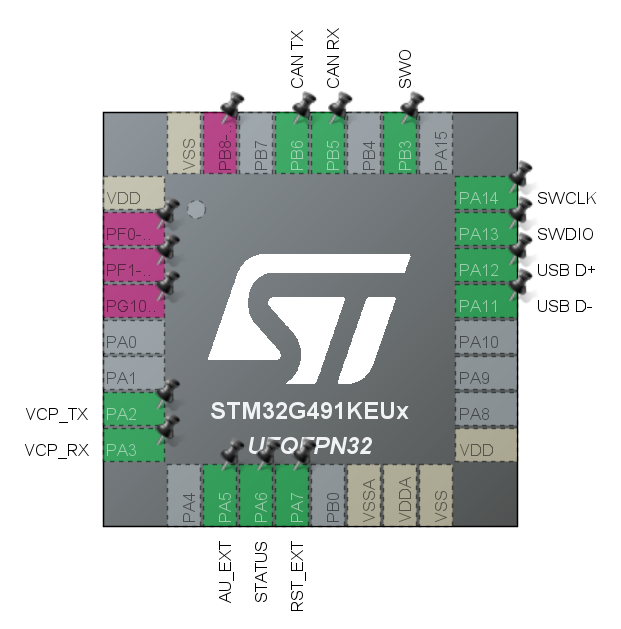 CAN TX
CAN RX
SWO
VSS
PB8-..
PB7
PB6
PB5
PB4
PB3
PA15
VDD
PF0-..
PF1-..
PG10..
PA0
PA1
VCP_TX
PA2
VCP_RX
PA3
PA14
SWCLK
PA13
SWDIO
PA12
USB D+
PA11
USB D-
PA10
PA9
PA8
VDD
ST
STM32G491KEUx
UFQFPN32
PA4
PA5
PA6
PA7
PB0
VSSA
VDDA
VSS
AU_EXT
STATUS
RST_EXT